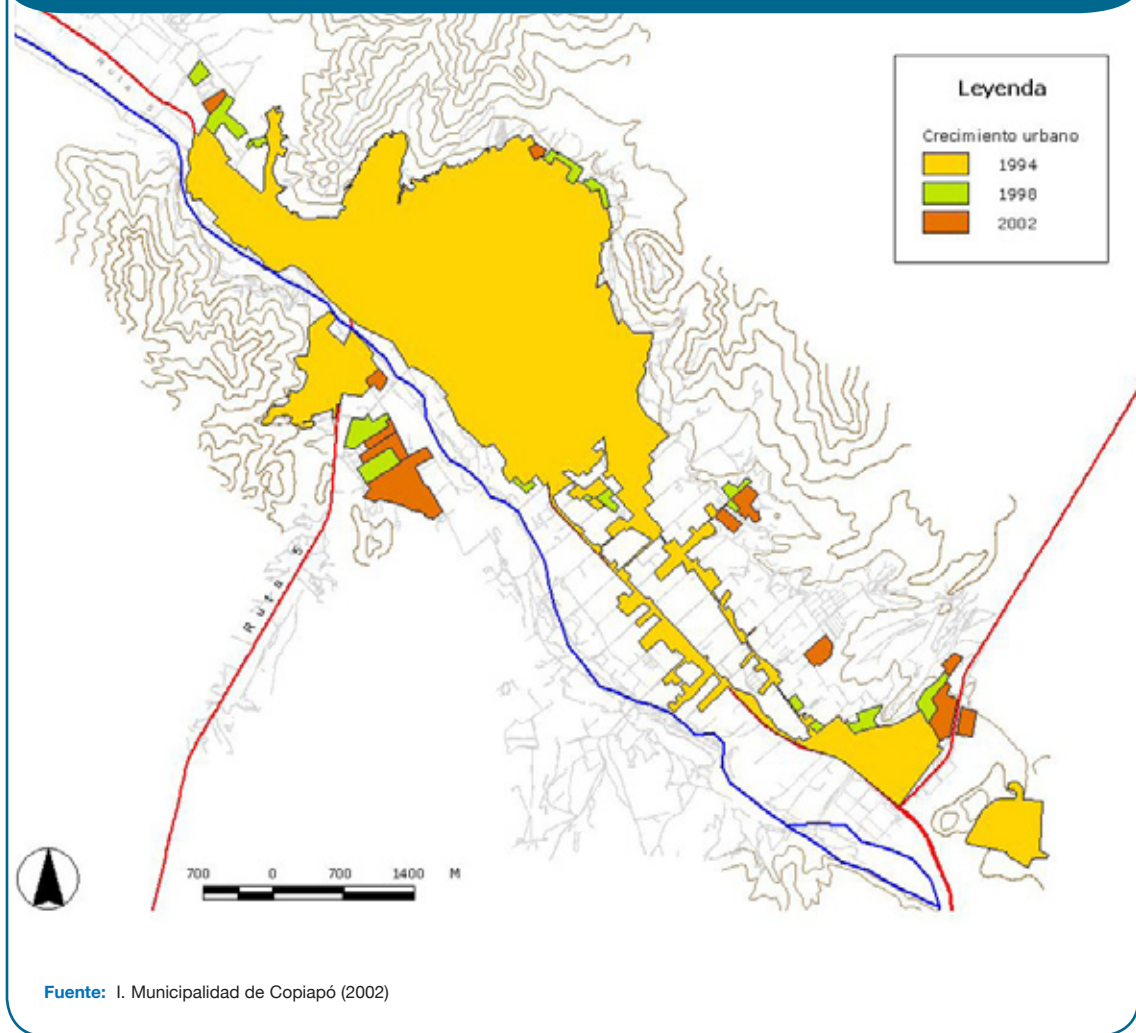 Ruta 5
Leyenda
Crecimiento urbano
1994
1998
2002
Ruta 5
700 0 700 1400 M
Fuente: I. Municipalidad de Copiapó (2002)